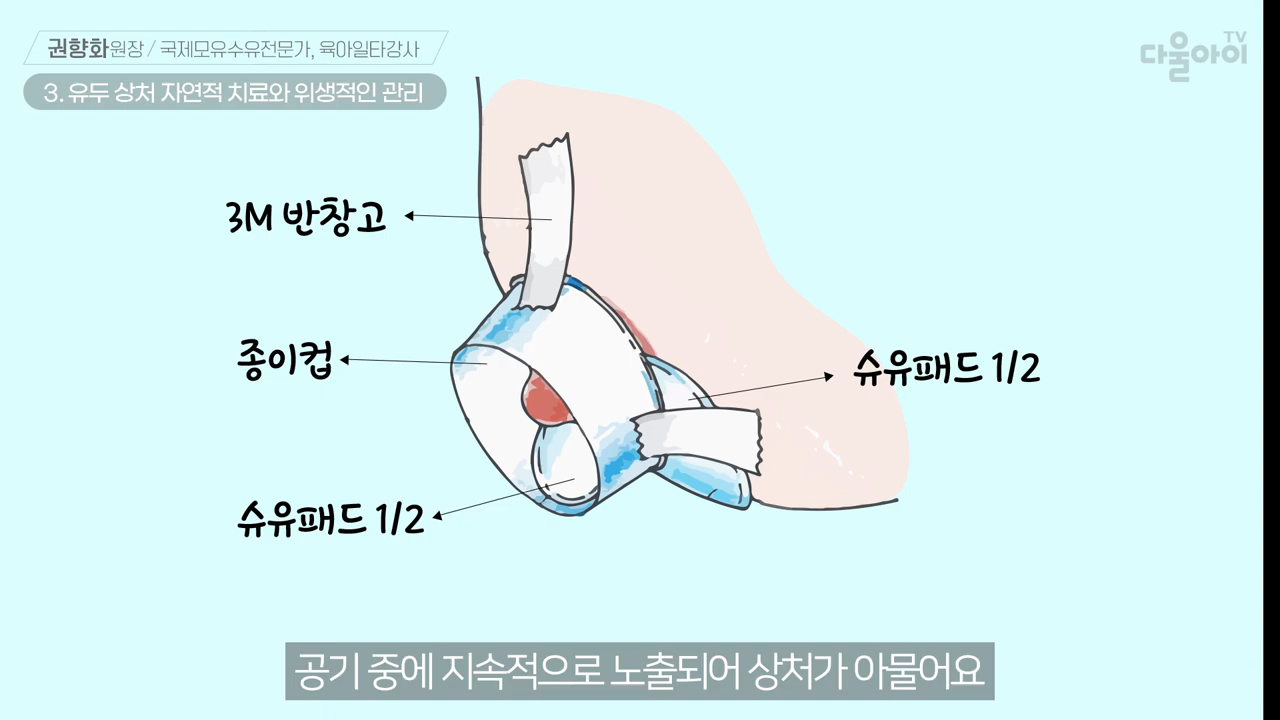 권향화원장 / 국제모유수유전문가, 육아일타강사
다울아이 TV
3. 유두 상처 자연적 치료와 위생적인 관리
3M 반창고
종이컵
슈유패드 1/2
슈유패드 1/2
공기 중에 지속적으로 노출되어 상처가 아물어요